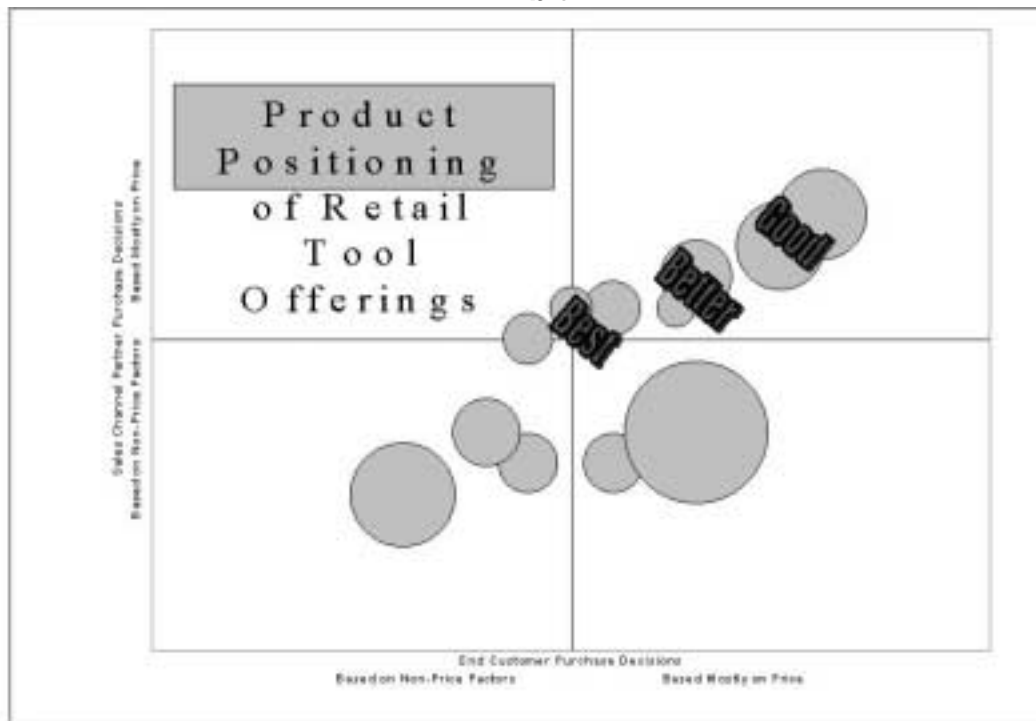 Product
Positioning
of Retail
Tool
Offerings
Good
Better
Best
Sales Channel Partner Purchase Decisions
Based on Non-Price Factors Based Mostly on Price
End Customer Purchase Decisions
Based on Non-Price Factors Based Mostly on Price